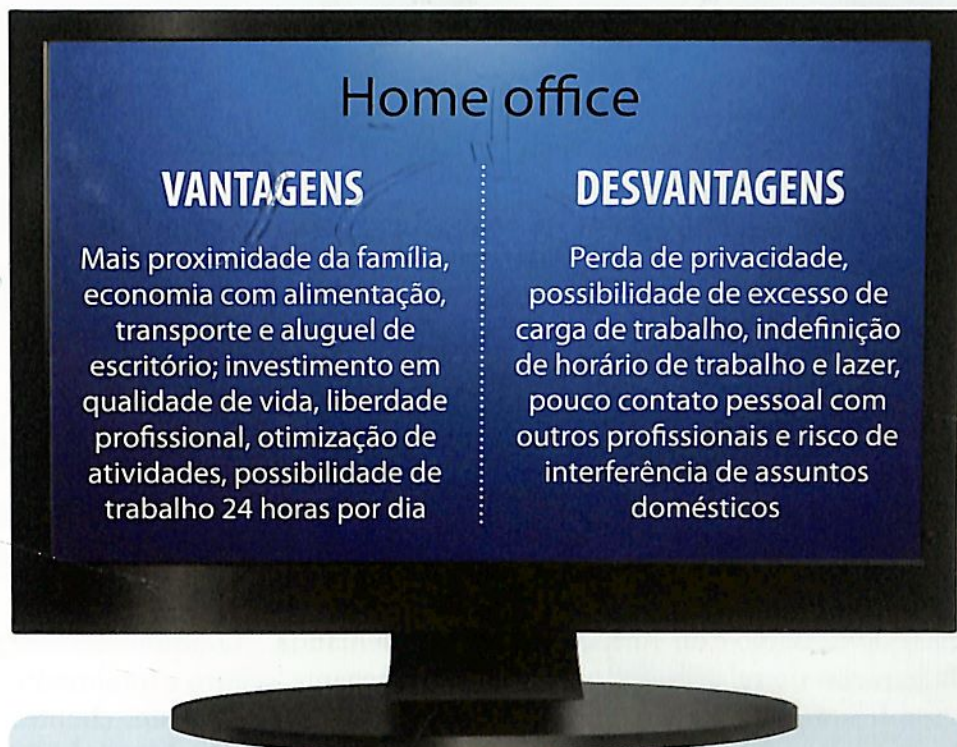 Home office
VANTAGENS
Mais proximidade da família,
economia com alimentação,
transporte e aluguel de
escritório; investimento em
qualidade de vida, liberdade
profissional, otimização de
atividades, possibilidade de
trabalho 24 horas por dia
DESVANTAGENS
Perda de privacidade,
possibilidade de excesso de
carga de trabalho, indefinição
de horário de trabalho e lazer,
pouco contato pessoal com
outros profissionais e risco de
interferência de assuntos
domésticos